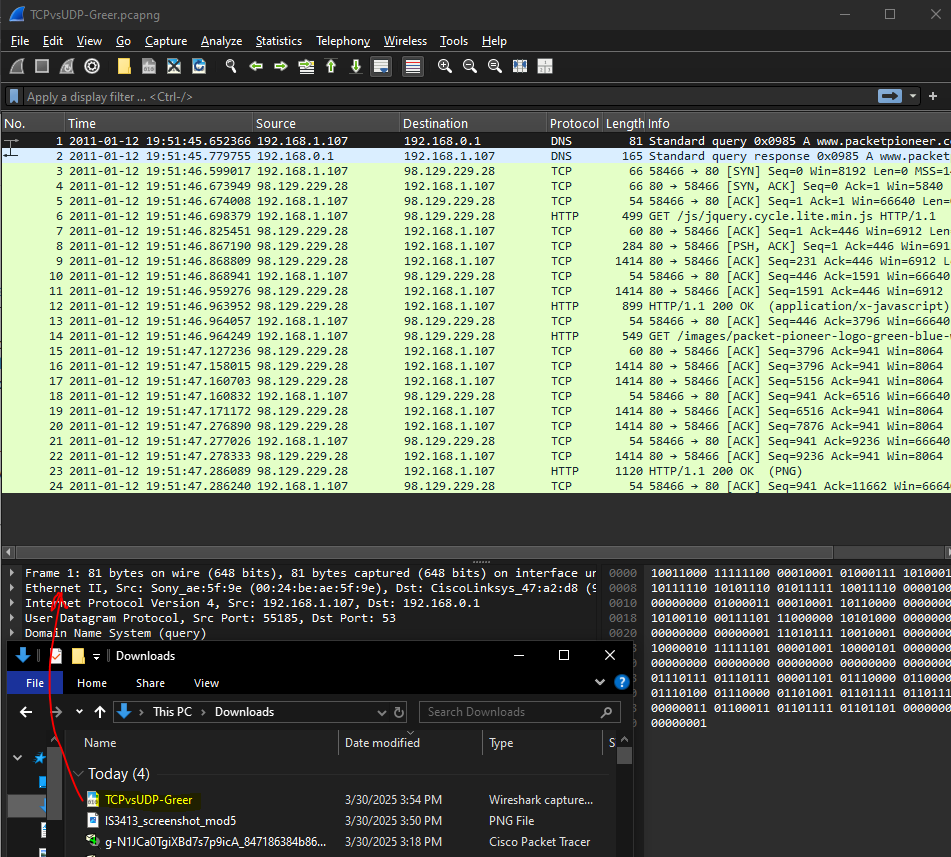 TCPvsUDP-Greer.pcapng
File Edit View Go Capture Analyze Statistics Telephony Wireless Tools Help
Apply a display filter ... <Ctrl-/>
No. Time Source Destination Protocol Length Info
1 2011-01-12 19:51:45.652366 192.168.1.107 192.168.0.1 DNS 81 Standard query 0x0985 A www.packetpioneer.c
2 2011-01-12 19:51:45.779755 192.168.0.1 192.168.1.107 DNS 165 Standard query response 0x0985 A www.packet
3 2011-01-12 19:51:46.599017 192.168.1.107 98.129.229.28 TCP 66 58466 → 80 [SYN] Seq=0 Win=8192 Len=0 MSS=1
4 2011-01-12 19:51:46.673949 98.129.229.28 192.168.1.107 TCP 66 80 → 58466 [SYN, ACK] Seq=0 Ack=1 Win=5840
5 2011-01-12 19:51:46.674008 192.168.1.107 98.129.229.28 TCP 54 58466 → 80 [ACK] Seq=1 Ack=1 Win=66640 Len=
6 2011-01-12 19:51:46.698379 192.168.1.107 98.129.229.28 HTTP 499 GET /js/jquery.cycle.lite.min.js HTTP/1.1
7 2011-01-12 19:51:46.825451 98.129.229.28 192.168.1.107 TCP 60 80 → 58466 [ACK] Seq=1 Ack=446 Win=6912 Len
8 2011-01-12 19:51:46.867190 98.129.229.28 192.168.1.107 TCP 284 80 → 58466 [PSH, ACK] Seq=1 Ack=446 Win=691
9 2011-01-12 19:51:46.868809 98.129.229.28 192.168.1.107 TCP 1414 80 → 58466 [ACK] Seq=231 Ack=446 Win=6912 L
10 2011-01-12 19:51:46.868941 192.168.1.107 98.129.229.28 TCP 54 58466 → 80 [ACK] Seq=446 Ack=1591 Win=66640
11 2011-01-12 19:51:46.959276 98.129.229.28 192.168.1.107 TCP 1414 80 → 58466 [ACK] Seq=1591 Ack=446 Win=6912
12 2011-01-12 19:51:46.963952 98.129.229.28 192.168.1.107 HTTP 899 HTTP/1.1 200 OK (application/x-javascript)
13 2011-01-12 19:51:46.964057 192.168.1.107 98.129.229.28 TCP 54 58466 → 80 [ACK] Seq=446 Ack=3796 Win=66640
14 2011-01-12 19:51:46.964249 192.168.1.107 98.129.229.28 HTTP 549 GET /images/packet-pioneer-logo-green-blue-
15 2011-01-12 19:51:47.127236 98.129.229.28 192.168.1.107 TCP 60 80 → 58466 [ACK] Seq=3796 Ack=941 Win=8064
16 2011-01-12 19:51:47.158015 98.129.229.28 192.168.1.107 TCP 1414 80 → 58466 [ACK] Seq=3796 Ack=941 Win=8064
17 2011-01-12 19:51:47.160703 98.129.229.28 192.168.1.107 TCP 1414 80 → 58466 [ACK] Seq=5156 Ack=941 Win=8064
18 2011-01-12 19:51:47.160832 192.168.1.107 98.129.229.28 TCP 54 58466 → 80 [ACK] Seq=941 Ack=6516 Win=66640
19 2011-01-12 19:51:47.171172 98.129.229.28 192.168.1.107 TCP 1414 80 → 58466 [ACK] Seq=6516 Ack=941 Win=8064
20 2011-01-12 19:51:47.276890 98.129.229.28 192.168.1.107 TCP 1414 80 → 58466 [ACK] Seq=7876 Ack=941 Win=8064
21 2011-01-12 19:51:47.277026 192.168.1.107 98.129.229.28 TCP 54 58466 → 80 [ACK] Seq=941 Ack=9236 Win=66640
22 2011-01-12 19:51:47.278333 98.129.229.28 192.168.1.107 TCP 1414 80 → 58466 [ACK] Seq=9236 Ack=941 Win=8064
23 2011-01-12 19:51:47.286089 98.129.229.28 192.168.1.107 HTTP 1120 HTTP/1.1 200 OK (PNG)
24 2011-01-12 19:51:47.286240 192.168.1.107 98.129.229.28 TCP 54 58466 → 80 [ACK] Seq=941 Ack=11662 Win=6664
Frame 1: 81 bytes on wire (648 bits), 81 bytes captured (648 bits) on interface un
Ethernet II, Src: Sony_ae:5f:9e (00:24:be:ae:5f:9e), Dst: CiscoLinksys_47:a2:d8 (9
Internet Protocol Version 4, Src: 192.168.1.107, Dst: 192.168.0.1
User Datagram Protocol, Src Port: 55185, Dst Port: 53
Domain Name System (query)
0000 10011000 11111100 00010001 01000111 1010001
0008 10111110 10101110 01011111 10011110 0000100
0010 00000000 01000011 00010001 10110000 0000000
0018 10100110 00111101 11000000 10101000 0000000
0020 00000000 00000001 11010111 10010001 0000000
10000010 11111101 00001001 10000101 0000000
00000000 00000000 00000000 00000000 0000001
01110111 01110111 00001101 01110000 0110000
01110100 01110000 01101001 01101111 0110111
00000011 01100011 01101111 01101101 0000000
00000001
Downloads
File Home Share View
This PC › Downloads
Search Downloads
Name Date modified Type S
Today (4)
TCPvsUDP-Greer 3/30/2025 3:54 PM Wireshark capture...
IS3413_screenshot_mod5 3/30/2025 3:50 PM PNG File
g-N1JCa0TgiXBd7s7p9icA_847186384b86... 3/30/2025 3:18 PM Cisco Packet Tracer